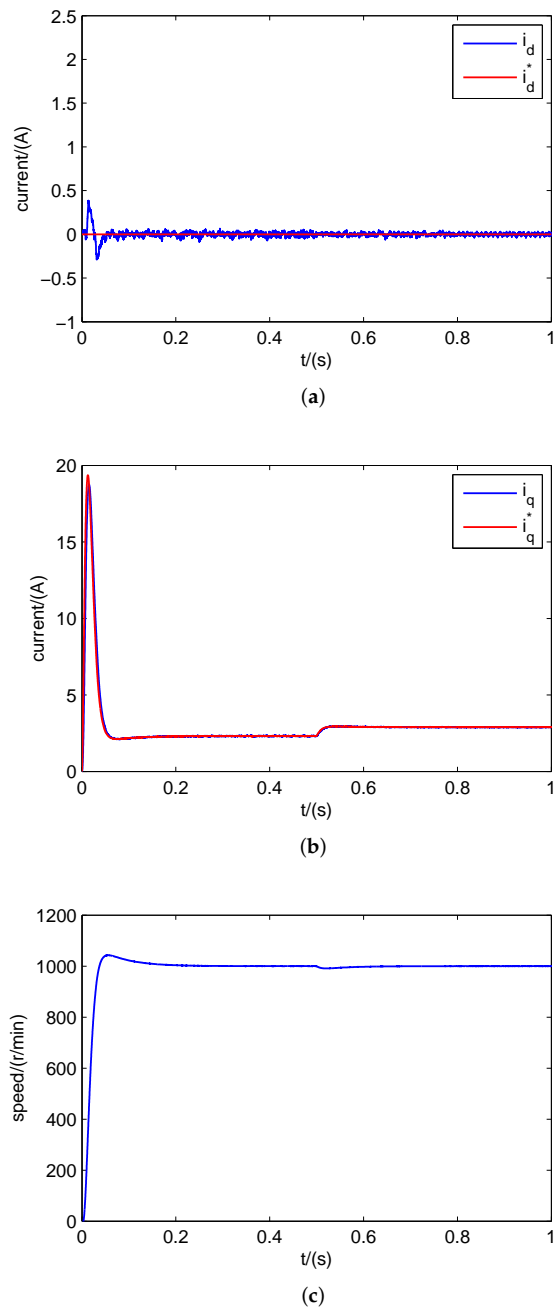 2.5
2
1.5
1
0.5
0
−0.5
−1
current/(A)
i_d
i_d^*
0 0.2 0.4 0.6 0.8 1
t/(s)
(a)
20
15
10
5
0
current/(A)
i_q
i_q^*
0 0.2 0.4 0.6 0.8 1
t/(s)
(b)
1200
1000
800
600
400
200
0
speed/(r/min)
0 0.2 0.4 0.6 0.8 1
t/(s)
(c)